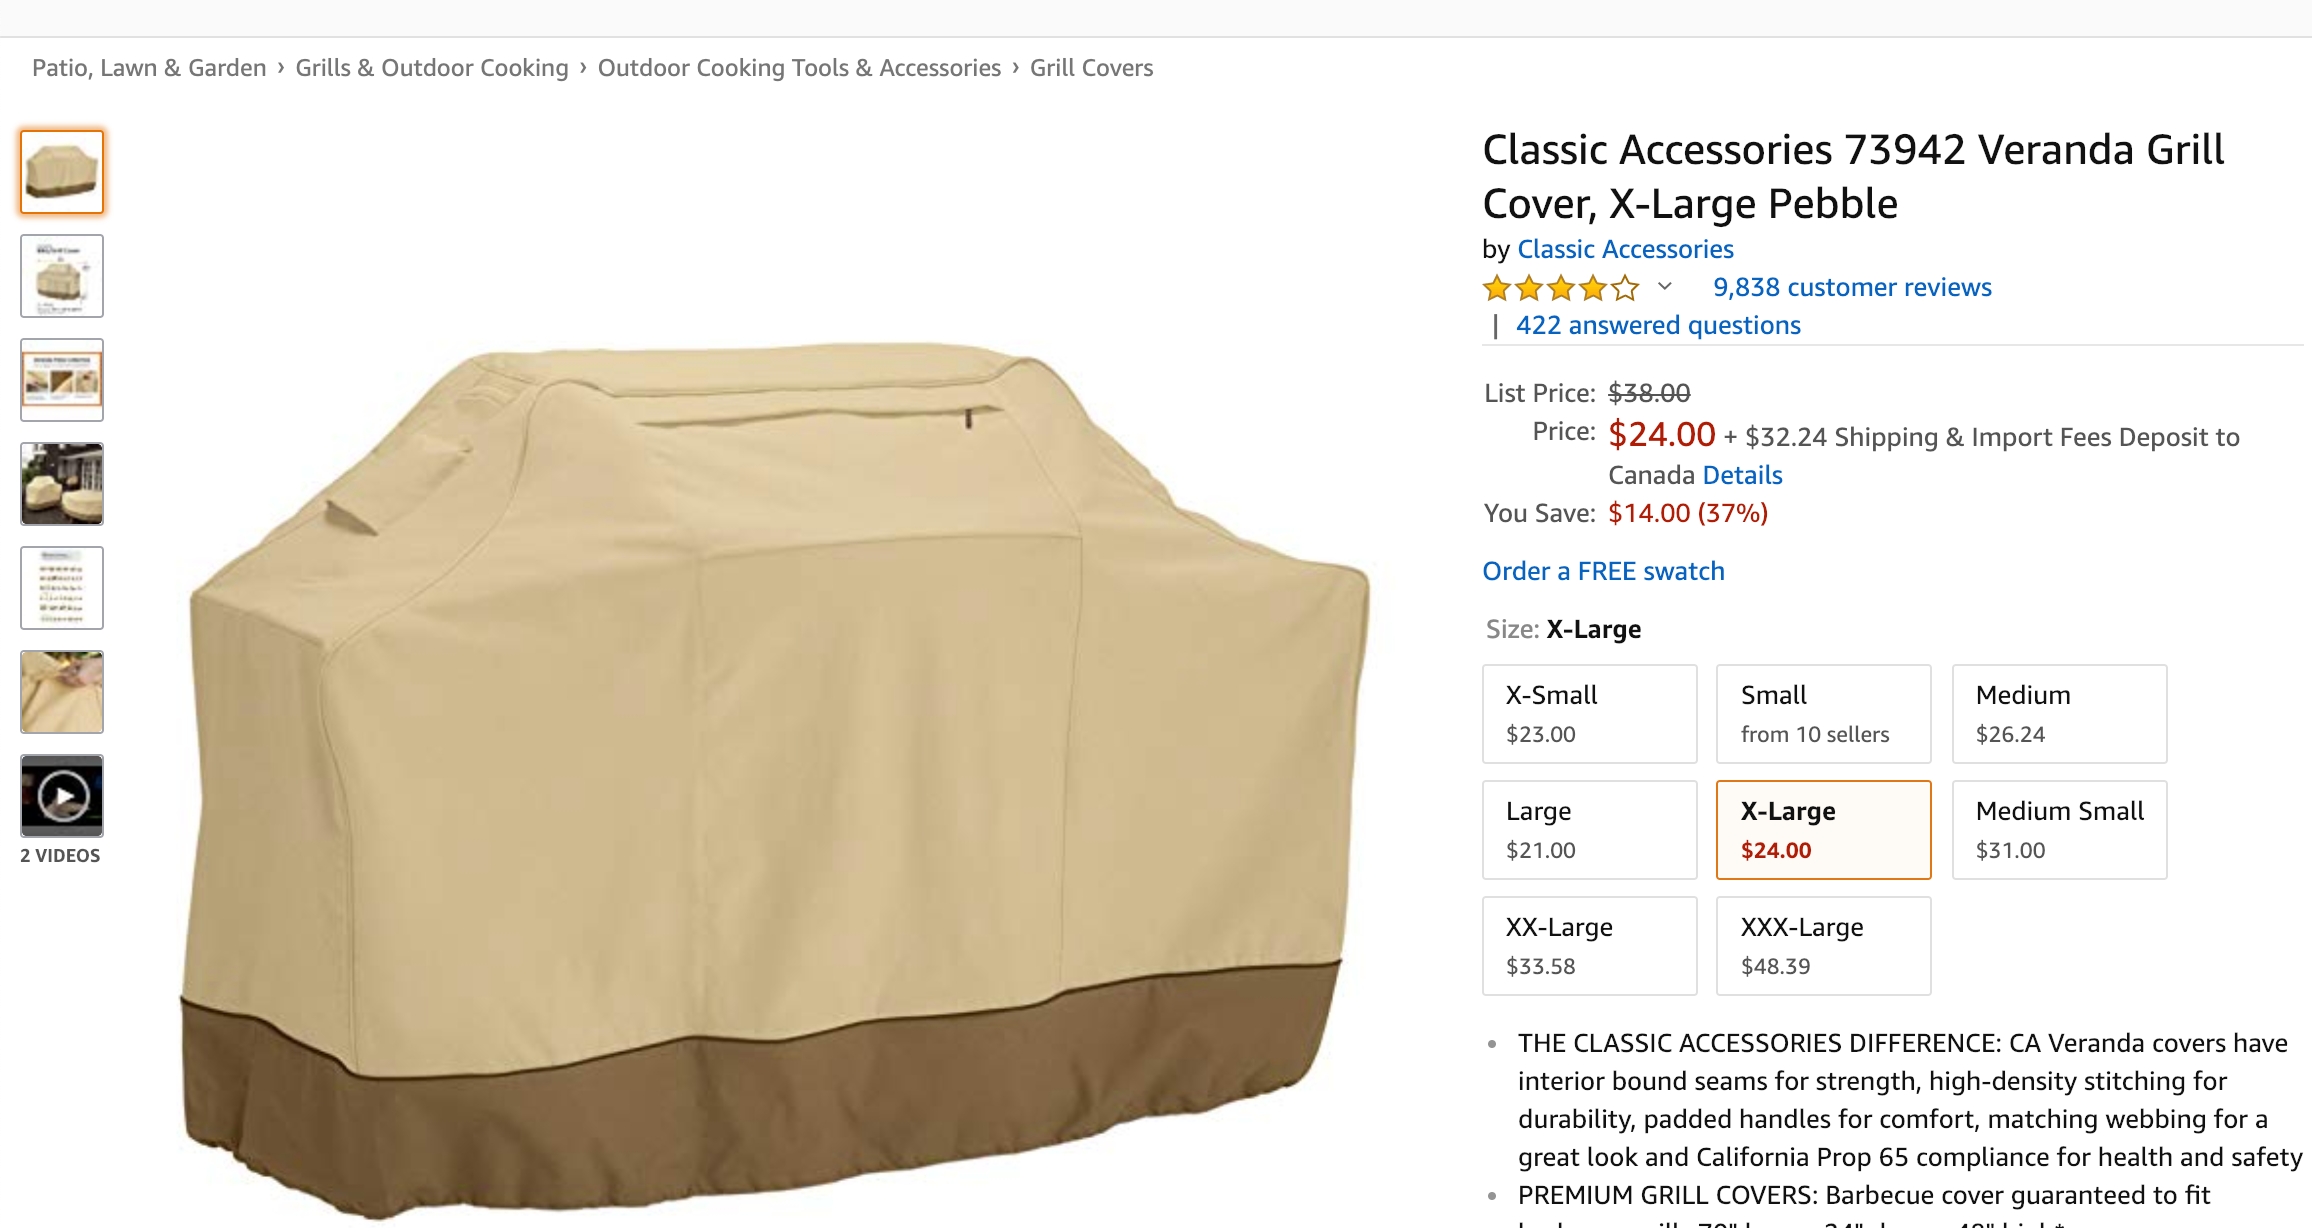 Patio, Lawn & Garden › Grills & Outdoor Cooking › Outdoor Cooking Tools & Accessories › Grill Covers
Classic Accessories 73942 Veranda Grill
Cover, X-Large Pebble
by Classic Accessories
9,838 customer reviews
| 422 answered questions
List Price: $38.00
Price: $24.00 + $32.24 Shipping & Import Fees Deposit to
Canada Details
You Save: $14.00 (37%)
Order a FREE swatch
Size: X-Large
X-Small
$23.00
Small
from 10 sellers
Medium
$26.24
Large
$21.00
X-Large
$24.00
Medium Small
$31.00
XX-Large
$33.58
XXX-Large
$48.39
• THE CLASSIC ACCESSORIES DIFFERENCE: CA Veranda covers have
interior bound seams for strength, high-density stitching for
durability, padded handles for comfort, matching webbing for a
great look and California Prop 65 compliance for health and safety
• PREMIUM GRILL COVERS: Barbecue cover guaranteed to fit
2 VIDEOS